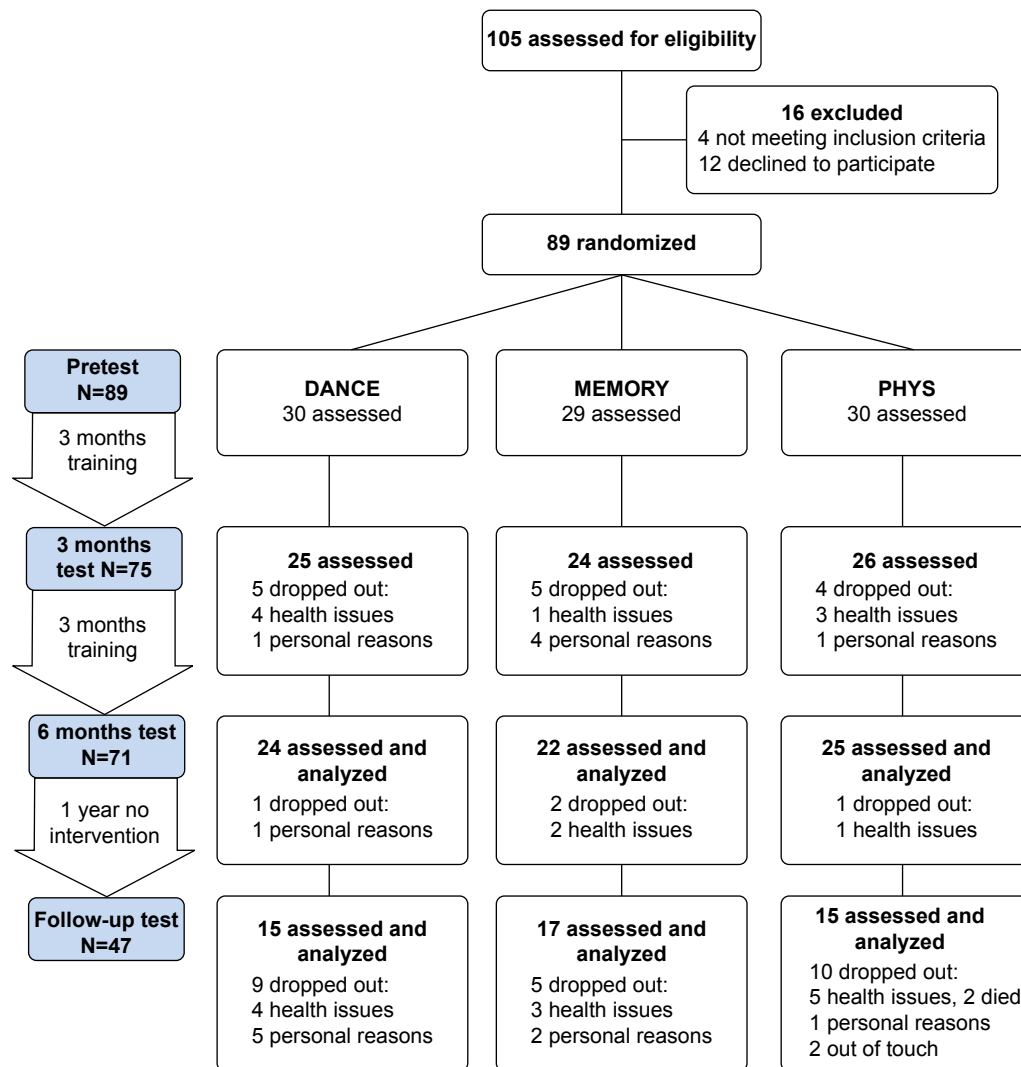 105 assessed for eligibility
16 excluded
4 not meeting inclusion criteria
12 declined to participate
89 randomized
Pretest
N=89
DANCE
30 assessed
MEMORY
29 assessed
PHYS
30 assessed
3 months
training
3 months
test N=75
25 assessed
5 dropped out:
4 health issues
1 personal reasons
24 assessed
5 dropped out:
1 health issues
4 personal reasons
26 assessed
4 dropped out:
3 health issues
1 personal reasons
3 months
training
6 months test
N=71
24 assessed and
analyzed
1 dropped out:
1 personal reasons
22 assessed and
analyzed
2 dropped out:
2 health issues
25 assessed and
analyzed
1 dropped out:
1 health issues
1 year no
intervention
Follow-up test
N=47
15 assessed and
analyzed
9 dropped out:
4 health issues
5 personal reasons
17 assessed and
analyzed
5 dropped out:
3 health issues
2 personal reasons
15 assessed and
analyzed
10 dropped out:
5 health issues, 2 died
1 personal reasons
2 out of touch